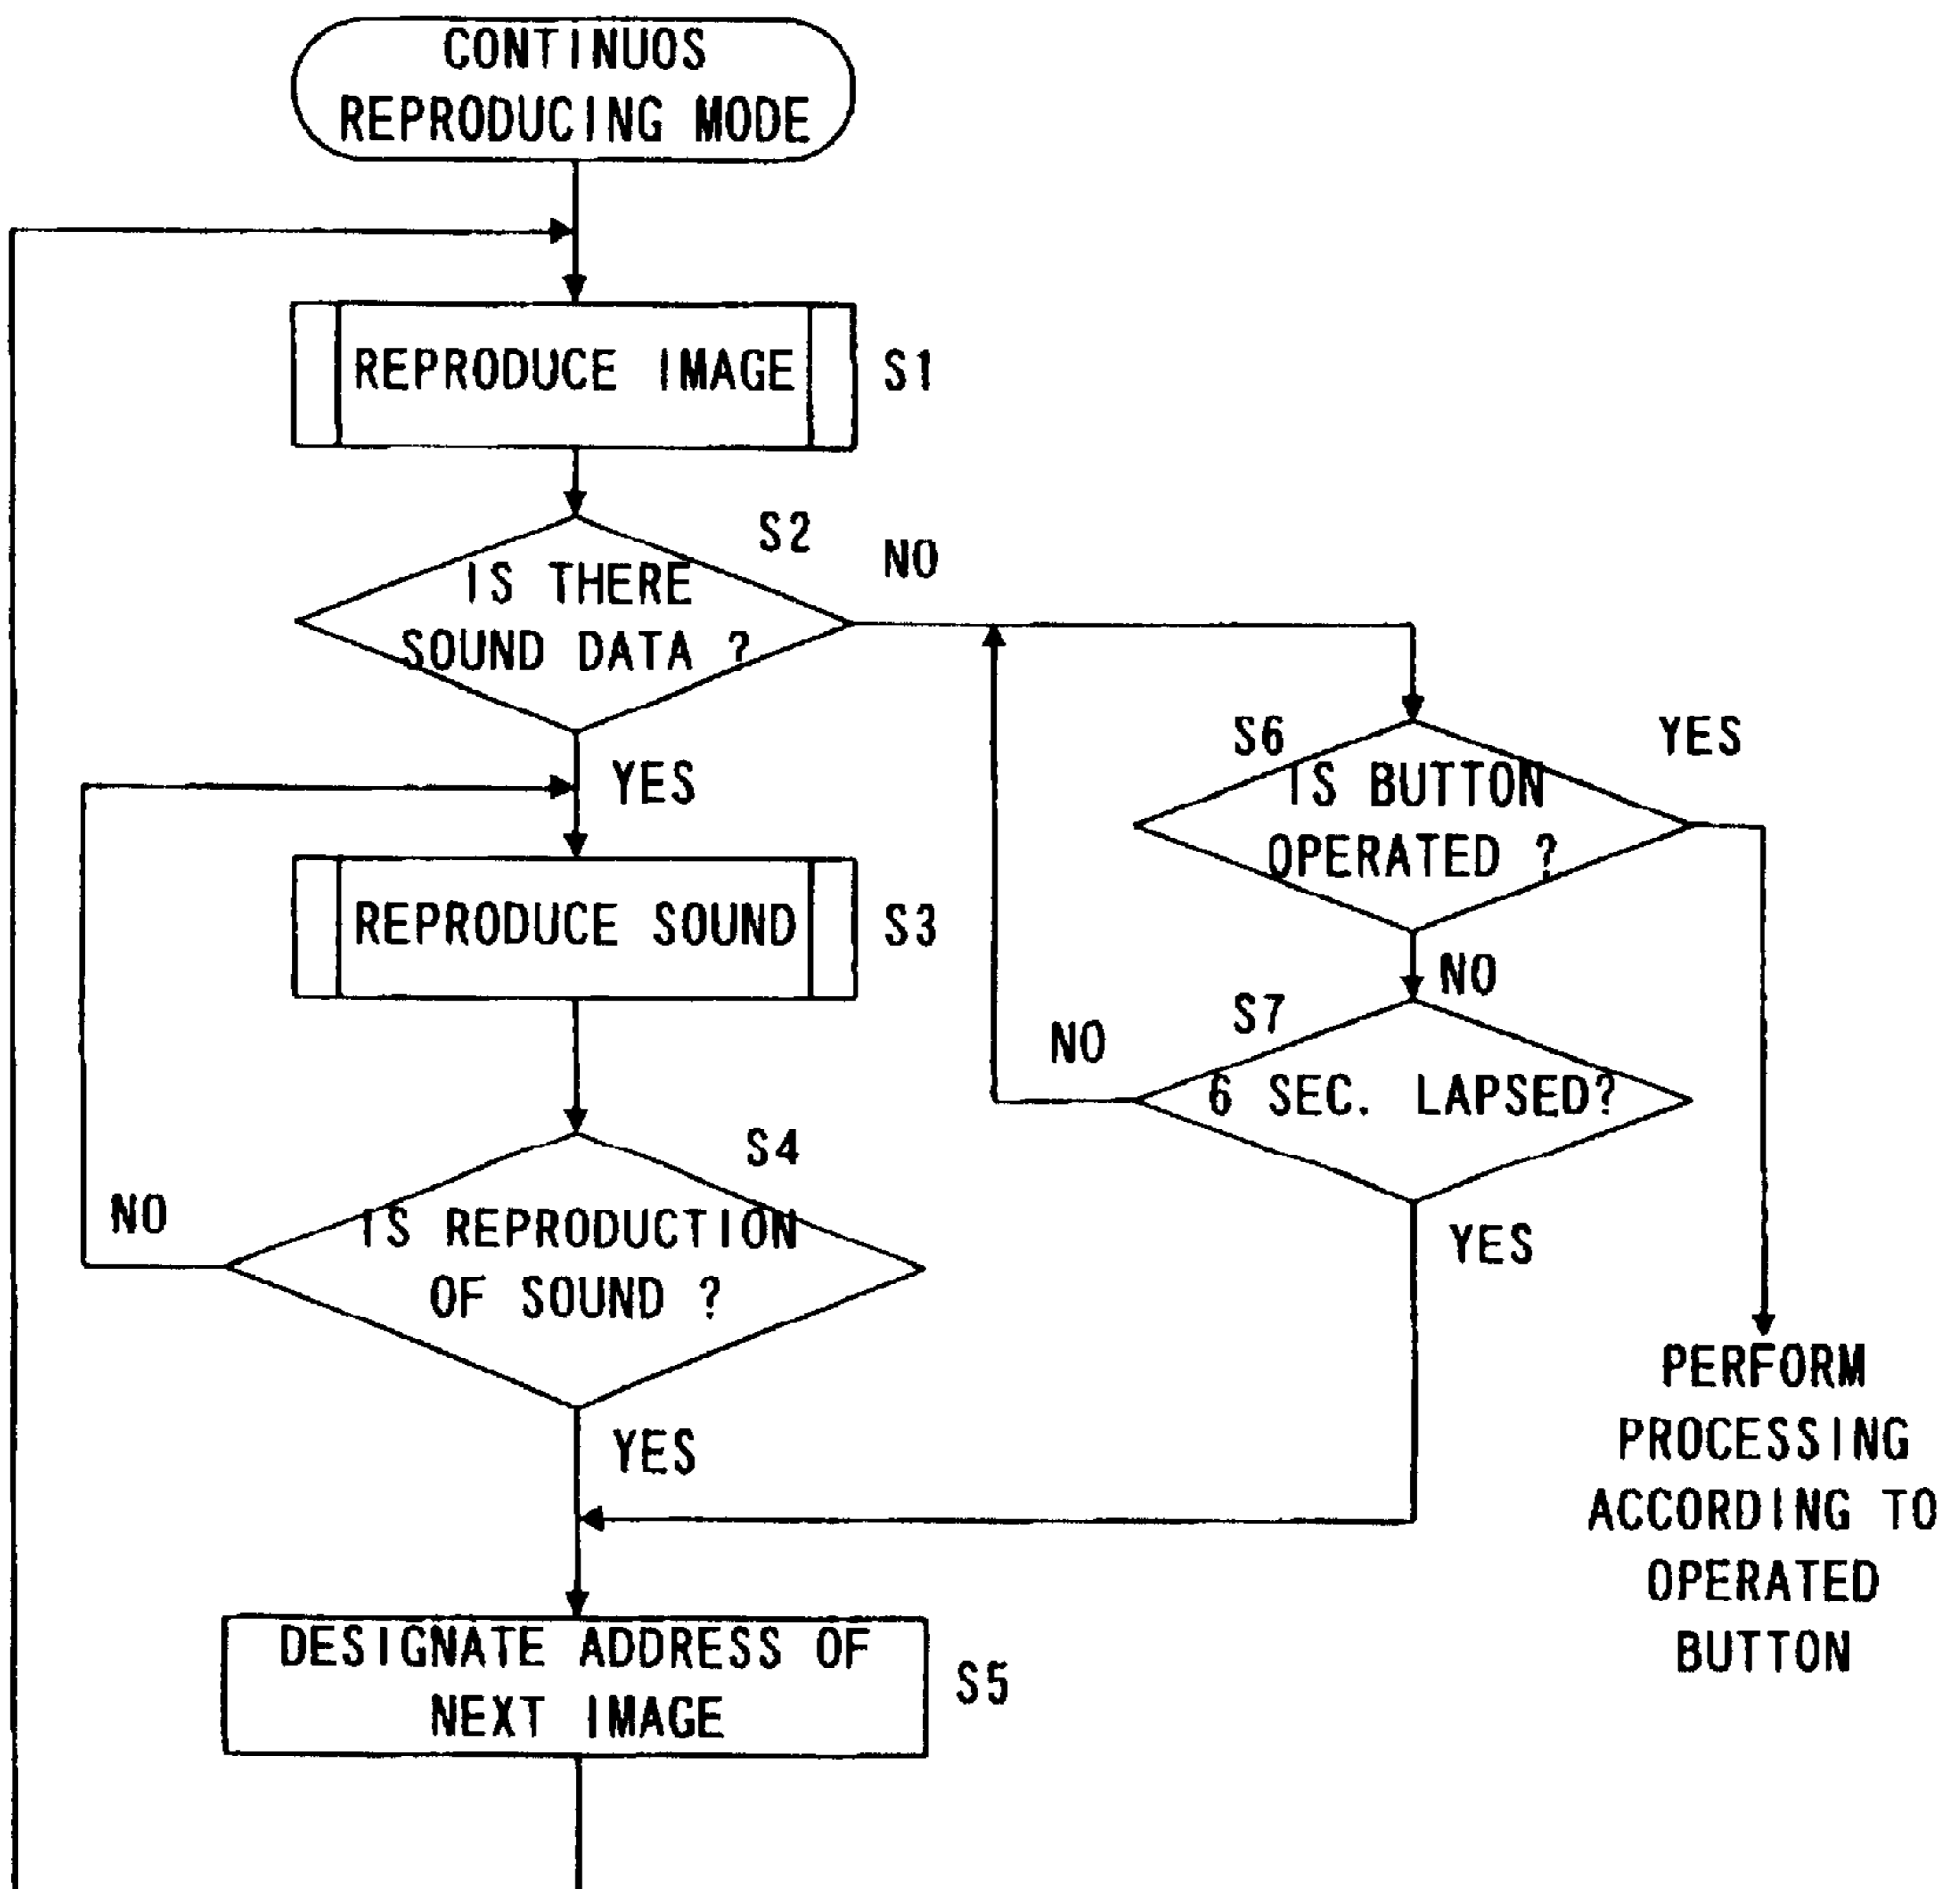 CONTINUOS
REPRODUCING MODE
REPRODUCE IMAGE
S1
S2
NO
IS THERE
SOUND DATA ?
YES
REPRODUCE SOUND
S3
S4
NO
IS REPRODUCTION
OF SOUND ?
YES
DESIGNATE ADDRESS OF
NEXT IMAGE
S5
S6
YES
IS BUTTON
OPERATED ?
NO
S7
NO
6 SEC. LAPSED?
YES
PERFORM
PROCESSING
ACCORDING TO
OPERATED
BUTTON